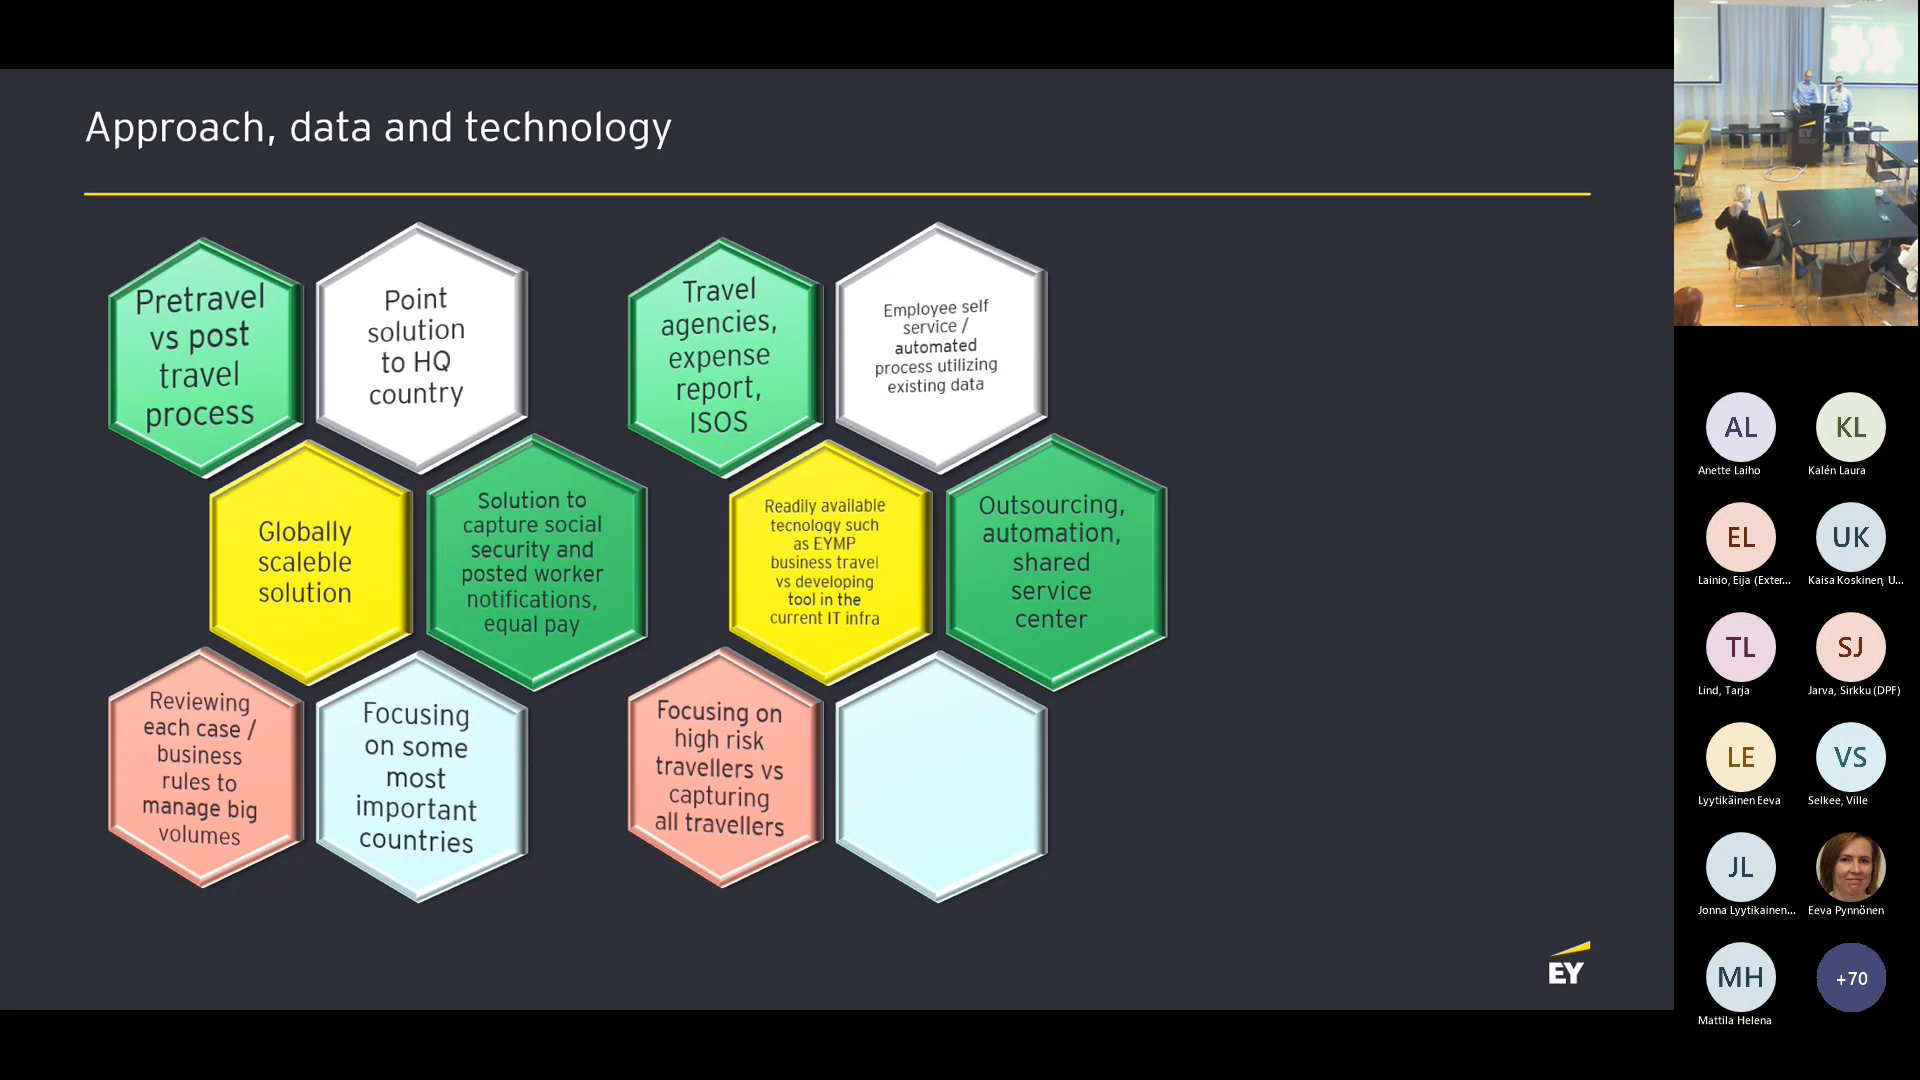 Approach, data and technology
Pretravel
vs post
travel
process
Point
solution
to HQ
country
Travel
agencies,
expense
report,
ISOS
Employee self
service /
automated
process utilizing
existing data
Globally
scaleble
solution
Solution to
capture social
security and
posted worker
notifications,
equal pay
Readily available
tecnology such
as EYMP
business travel
vs developing
tool in the
current IT infra
Outsourcing,
automation,
shared
service
center
Reviewing
each case /
business
rules to
manage big
volumes
Focusing
on some
most
important
countries
Focusing on
high risk
travellers vs
capturing
all travellers
EY
EY
AL
Anette Laiho
KL
Kalén Laura
EL
Lainio, Eija (Exter...
UK
Kaisa Koskinen, U...
TL
Lind, Tarja
SJ
Jarva, Sirkku (DPF)
LE
Lyytikäinen Eeva
VS
Selkee, Ville
JL
Jonna Lyytikainen...
Eeva Pynnönen
MH
Mattila Helena
+70